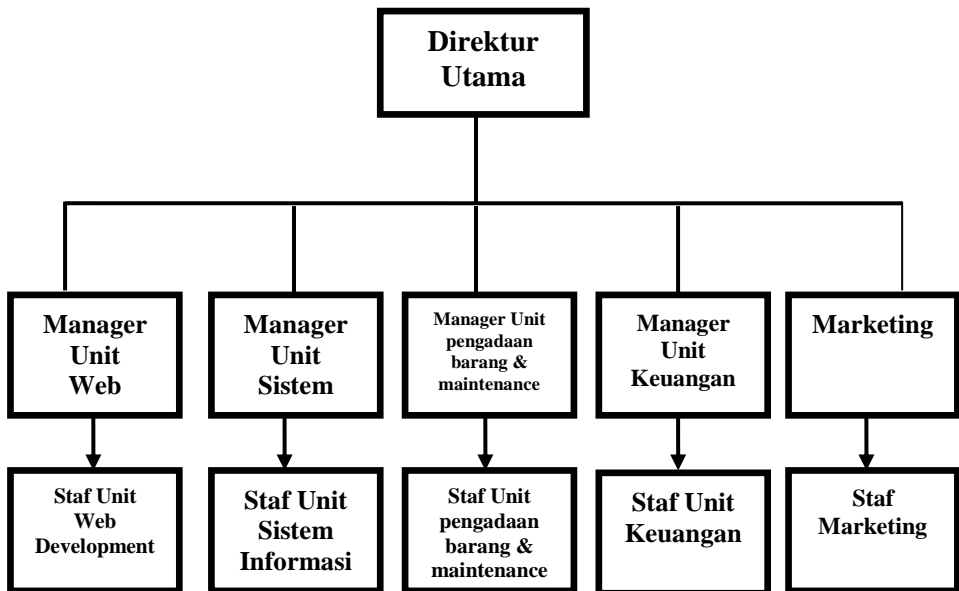 Direktur
Utama
Manager
Unit
Web
Manager
Unit
Sistem
Manager Unit
pengadaan
barang &
maintenance
Manager
Unit
Keuangan
Marketing
Staf Unit
Web
Development
Staf Unit
Sistem
Informasi
Staf Unit
pengadaan
barang &
maintenance
Staf Unit
Keuangan
Staf
Marketing